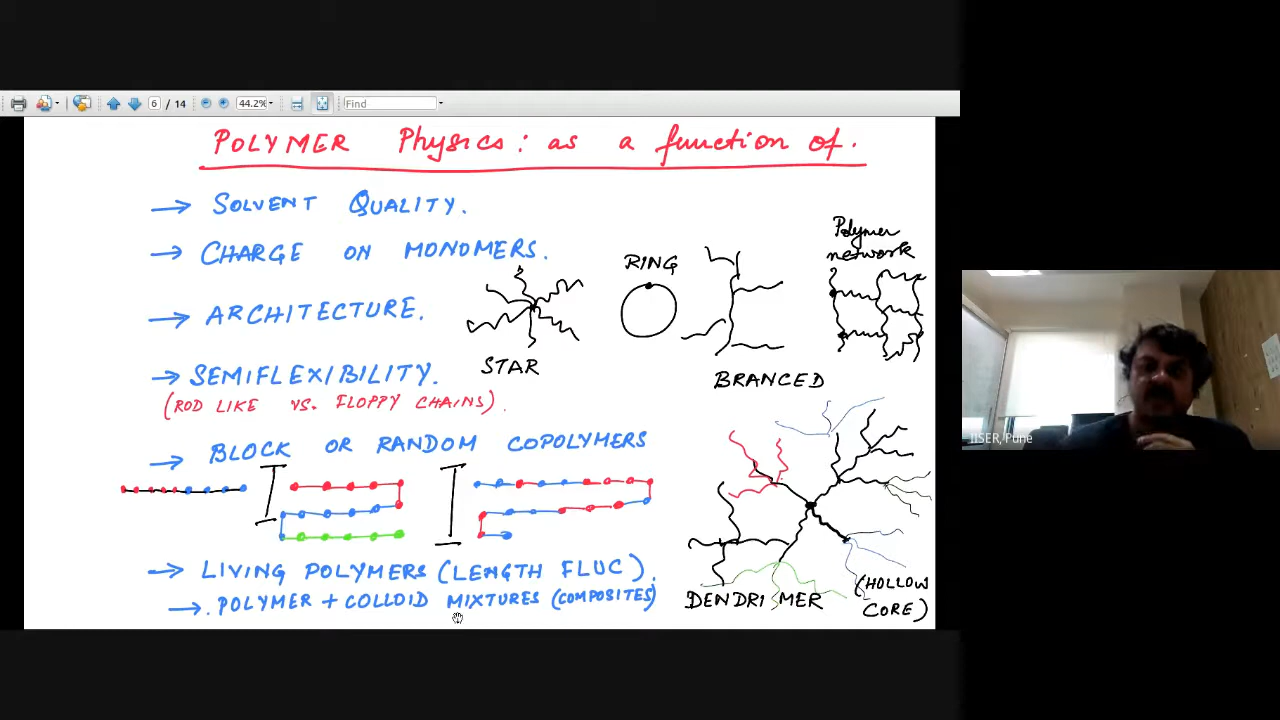 6 / 14
44.2%
Find
POLYMER Physics: as a function of.
→ SOLVENT QUALITY.
→ CHARGE ON MONOMERS.
→ ARCHITECTURE.
STAR
RING
BRANCED
Polymer
network
→ SEMIFLEXIBILITY.
(ROD LIKE VS. FLOPPY CHAINS).
→ BLOCK OR RANDOM COPOLYMERS
→ LIVING POLYMERS (LENGTH FLUC).
→. POLYMER + COLLOID MIXTURES (COMPOSITES)
DENDRIMER
(HOLLOW
CORE)
IISER, Pune